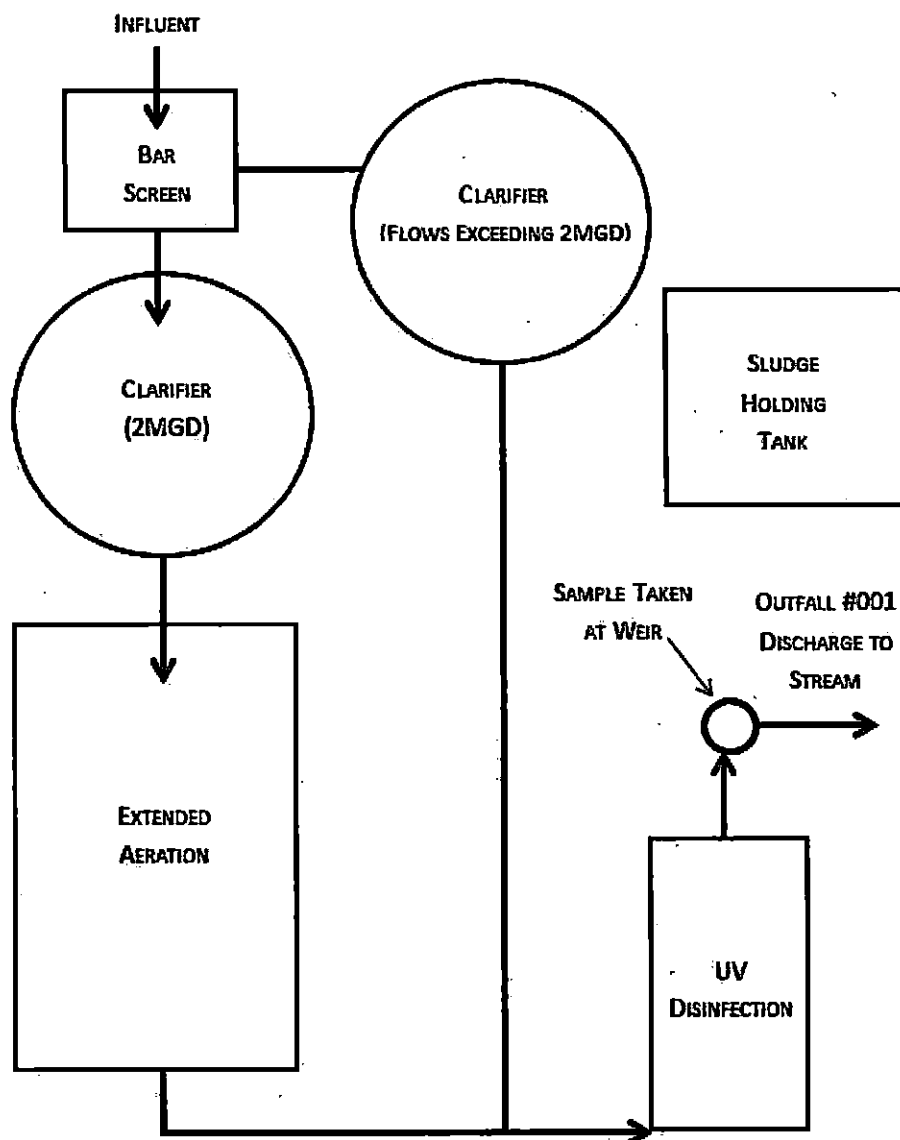 INFLUENT
BAR
SCREEN
CLARIFIER
(FLOWS EXCEEDING 2MGD)
CLARIFIER
(2MGD)
SLUDGE
HOLDING
TANK
SAMPLE TAKEN
AT WEIR
OUTFALL #001
DISCHARGE TO
STREAM
EXTENDED
AERATION
UV
DISINFECTION